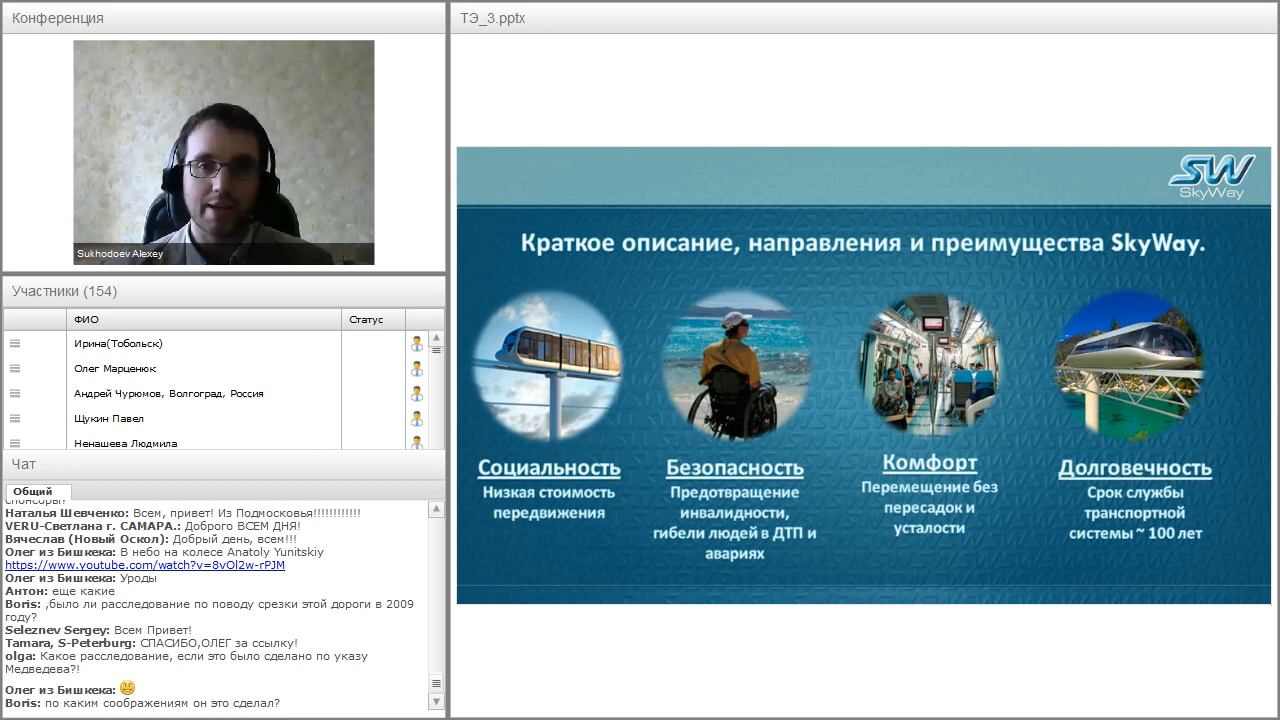 Конференция
Sukhodoev Alexey
Участники (154)
ФИО
Статус
Ирина(Тобольск)
Олег Марценюк
Андрей Чурюмов, Волгоград, Россия
Щукин Павел
Ненашева Людмила
Чат
Общий
спонсоры?
Наталья Шевченко: Всем, привет! Из Подмосковья!!!!!!!!!!!!
VERU-Светлана г. САМАРА.: Доброго ВСЕМ ДНЯ!
Вячеслав (Новый Оскол): Добрый день, всем!!!
Олег из Бишкека: В небо на колесе Anatoly Yunitskiy
https://www.youtube.com/watch?v=8vOl2w-rPJM
Олег из Бишкека: Уроды
Антон: еще какие
Boris: ,было ли расследование по поводу срезки этой дороги в 2009
году?
Seleznev Sergey: Всем Привет!
Tamara, S-Peterburg: СПАСИБО,ОЛЕГ за ссылку!
olga: Какое расследование, если это было сделано по указу
Медведева?!
Олег из Бишкека:
Boris: по каким соображениям он это сделал?
ТЭ_3.pptx
SW
SkyWay
Краткое описание, направления и преимущества SkyWay.
Социальность
Низкая стоимость
передвижения
Безопасность
Предотвращение
инвалидности,
гибели людей в ДТП и
авариях
Комфорт
Перемещение без
пересадок и
усталости
Долговечность
Срок службы
транспортной
системы ~ 100 лет